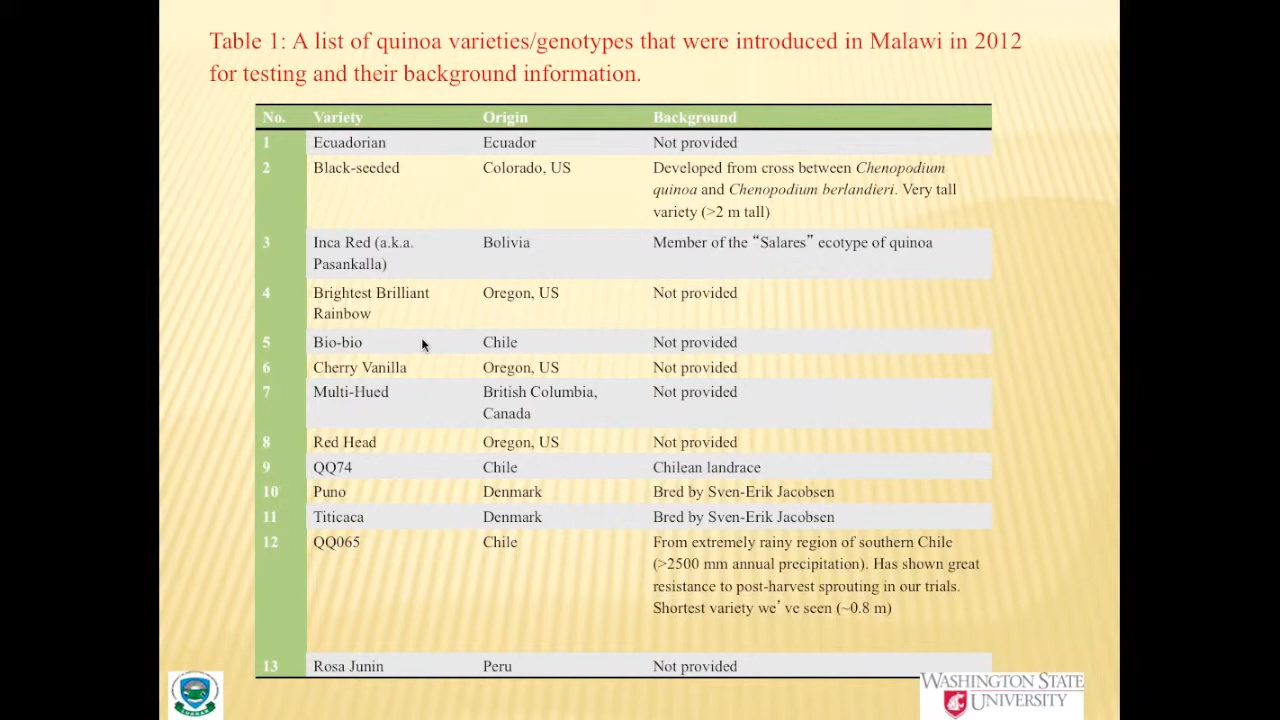 Table 1: A list of quinoa varieties/genotypes that were introduced in Malawi in 2012
for testing and their background information.
No. Variety Origin Background
1 Ecuadorian Ecuador Not provided
2 Black-seeded Colorado, US Developed from cross between Chenopodium
quinoa and Chenopodium berlandieri. Very tall
variety (>2 m tall)
3 Inca Red (a.k.a. Bolivia Member of the “Salares” ecotype of quinoa
Pasankalla)
4 Brightest Brilliant Oregon, US Not provided
Rainbow
5 Bio-bio Chile Not provided
6 Cherry Vanilla Oregon, US Not provided
7 Multi-Hued British Columbia, Not provided
Canada
8 Red Head Oregon, US Not provided
9 QQ74 Chile Chilean landrace
10 Puno Denmark Bred by Sven-Erik Jacobsen
11 Titicaca Denmark Bred by Sven-Erik Jacobsen
12 QQ065 Chile From extremely rainy region of southern Chile
(>2500 mm annual precipitation). Has shown great
resistance to post-harvest sprouting in our trials.
Shortest variety we’ve seen (~0.8 m)
13 Rosa Junin Peru Not provided
WASHINGTON STATE
UNIVERSITY